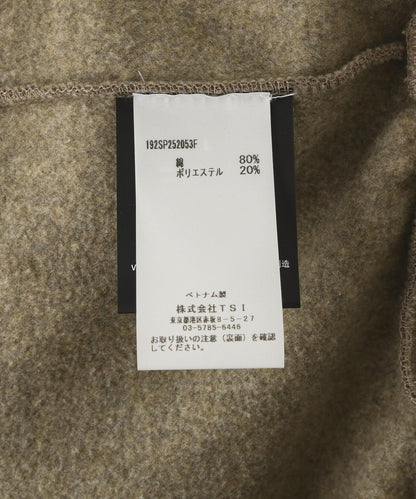 192SP252053F
綿 80%
ポリエステル 20%
ベトナム製
株式会社TSI
東京都港区赤坂8-5-27
03-5785-6446
お取り扱いの注意（裏面）を確認
してください。
造